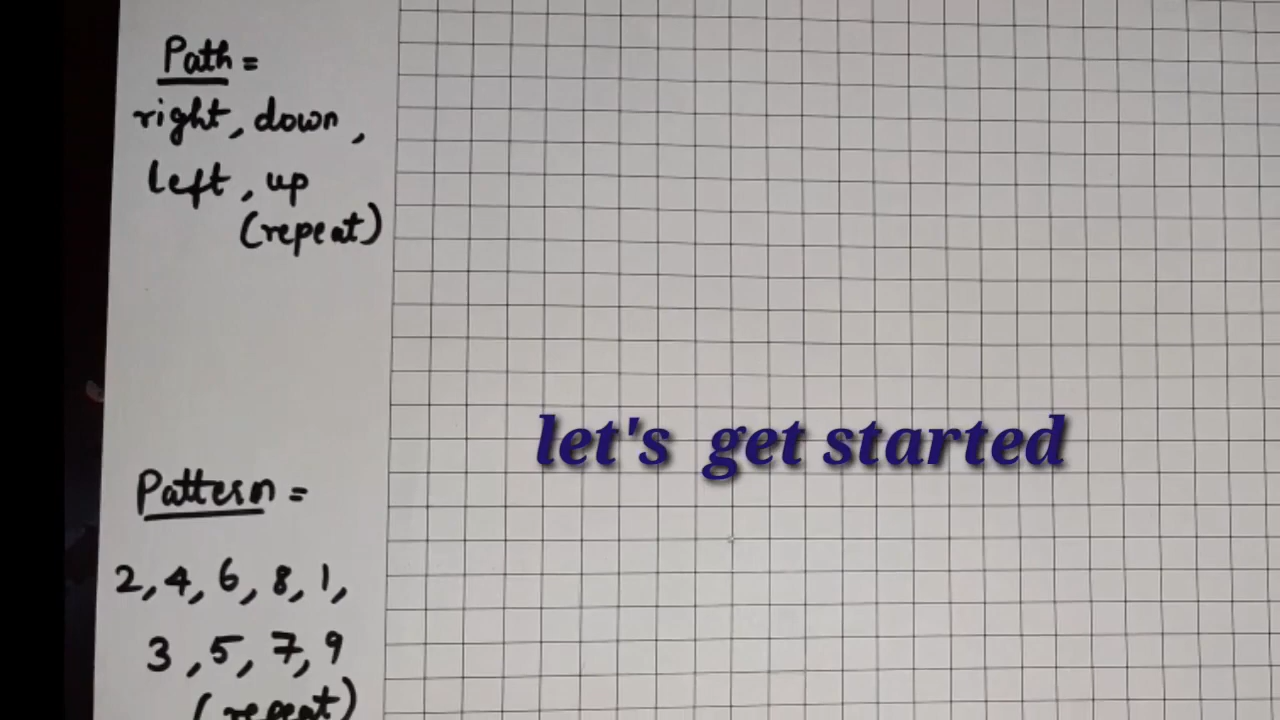 Path =
right, down,
left, up
(repeat)
let's get started
Pattern =
2, 4, 6, 8, 1,
3, 5, 7, 9
(repeat)